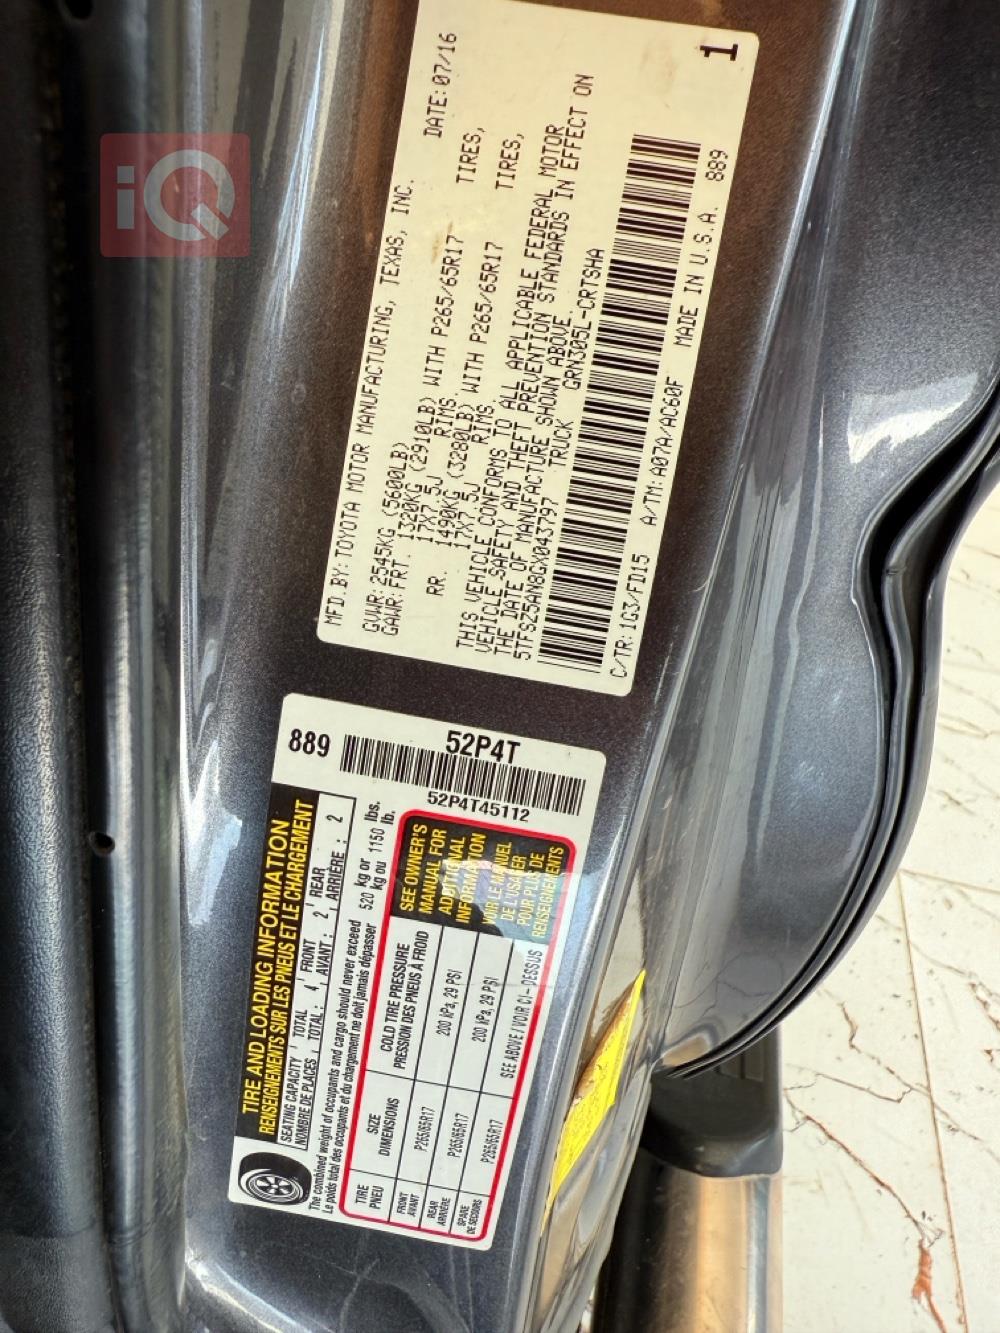 iQ
MFD. BY: TOYOTA MOTOR MANUFACTURING, TEXAS, INC.
DATE: 07/16
GVWR: 2545KG (5600LB)
GAWR: FRT. 1320KG (2910LB) WITH P265/65R17 TIRES,
17X7.5J RIMS
RR. 1490KG (3280LB) WITH P265/65R17 TIRES,
17X7.5J RIMS.
THIS VEHICLE CONFORMS TO ALL APPLICABLE FEDERAL MOTOR
VEHICLE SAFETY AND THEFT PREVENTION STANDARDS IN EFFECT ON
THE DATE OF MANUFACTURE SHOWN ABOVE.
5TFSZ5AN8GX043797 TRUCK GRN305L-CRTSHA
C/TR: 1G3/FD15 A/TM: A07A/AC60F MADE IN U.S.A. 889
1
889
52P4T
52P4T45112
TIRE AND LOADING INFORMATION
RENSEIGNEMENTS SUR LES PNEUS ET LE CHARGEMENT
SEATING CAPACITY TOTAL 4 FRONT 2 REAR 2
NOMBRE DE PLACES TOTAL: AVANT: ARRIÈRE:
The combined weight of occupants and cargo should never exceed 520 kg or 1150 lbs.
Le poids total des occupants et du chargement ne doit jamais dépasser kg ou lb.
TIRE SIZE COLD TIRE PRESSURE
PNEU DIMENSIONS PRESSION DES PNEUS À FROID
FRONT P265/65R17 200 kPa, 29 PSI
AVANT
REAR P265/65R17 200 kPa, 29 PSI
ARRIÈRE
SPARE P265/65R17 SEE ABOVE / VOIR CI-DESSUS
DE SECOURS
SEE OWNER'S
MANUAL FOR
ADDITIONAL
INFORMATION
VOIR LE MANUEL
DE L'USAGER
POUR PLUS DE
RENSEIGNEMENTS